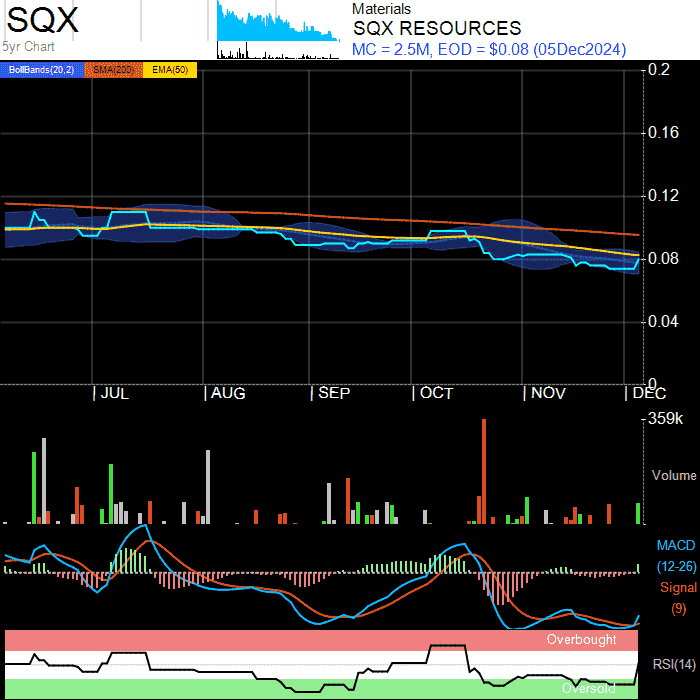 SQX
5yr Chart
Materials
SQX RESOURCES
MC = 2.5M, EOD = $0.08 (05Dec2024)
BollBands(20,2) SMA(200) EMA(50)
0.2
0.16
0.12
0.08
0.04
0
JUL AUG SEP OCT NOV DEC
359k
Volume
MACD
(12-26)
Signal
(9)
Overbought
RSI(14)
Oversold